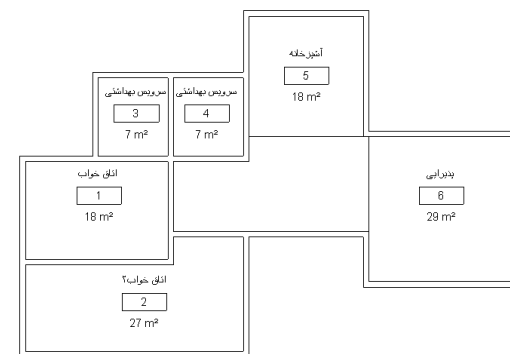 آشپزخانه
5
18 m²
سرویس بهداشتی
3
7 m²
سرویس بهداشتی
4
7 m²
اتاق خواب
1
18 m²
پذیرایی
6
29 m²
اتاق خواب۲
2
27 m²